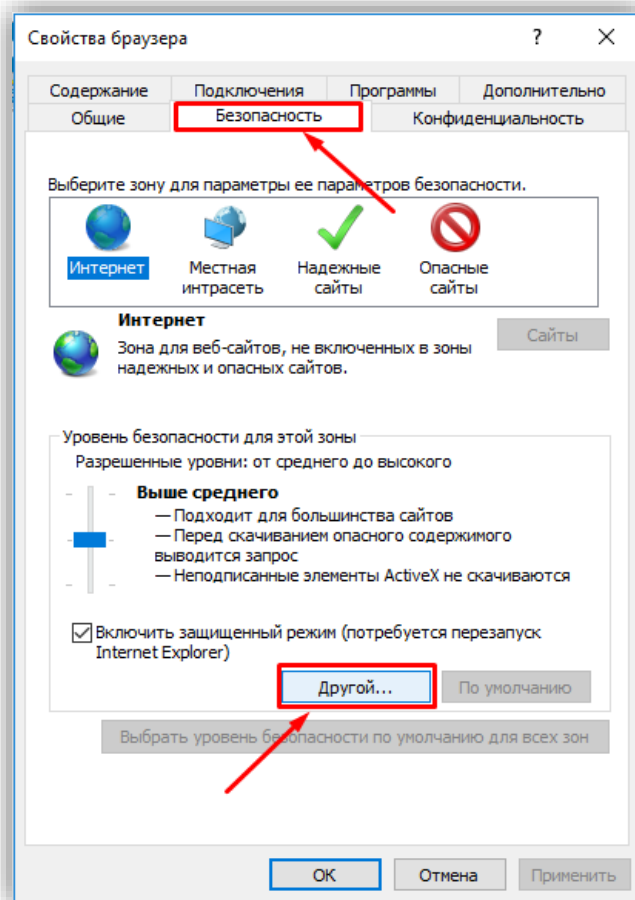 Свойства браузера
?
Содержание Подключения Программы Дополнительно
Общие Безопасность Конфиденциальность
Выберите зону для параметры ее параметров безопасности.
Интернет
Местная
интрасеть
Надежные
сайты
Опасные
сайты
Интернет
Зона для веб-сайтов, не включенных в зоны
надежных и опасных сайтов.
Сайты
Уровень безопасности для этой зоны
Разрешенные уровни: от среднего до высокого
Выше среднего
— Подходит для большинства сайтов
— Перед скачиванием опасного содержимого
выводится запрос
— Неподписанные элементы ActiveX не скачиваются
Включить защищенный режим (потребуется перезапуск
Internet Explorer)
Другой... По умолчанию
Выбрать уровень безопасности по умолчанию для всех зон
ОК Отмена Применить